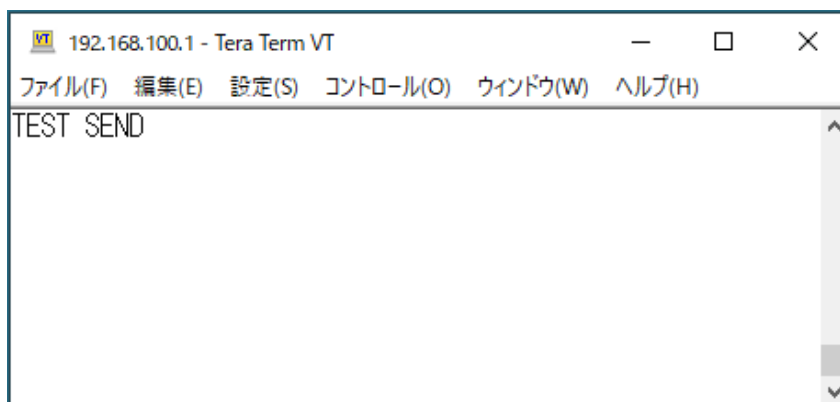 VT 192.168.100.1 - Tera Term VT
ファイル(F) 編集(E) 設定(S) コントロール(O) ウィンドウ(W) ヘルプ(H)
TEST SEND